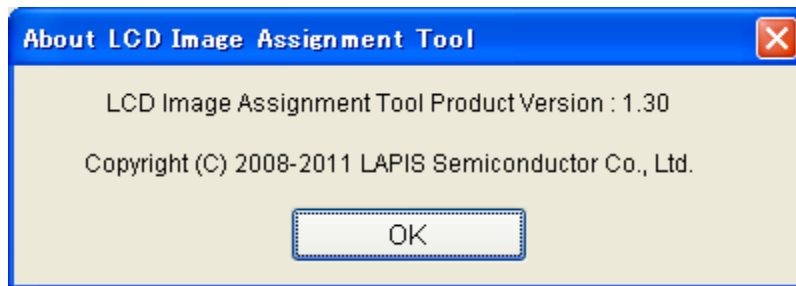 About LCD Image Assignment Tool
LCD Image Assignment Tool Product Version : 1.30
Copyright (C) 2008-2011 LAPIS Semiconductor Co., Ltd.
OK